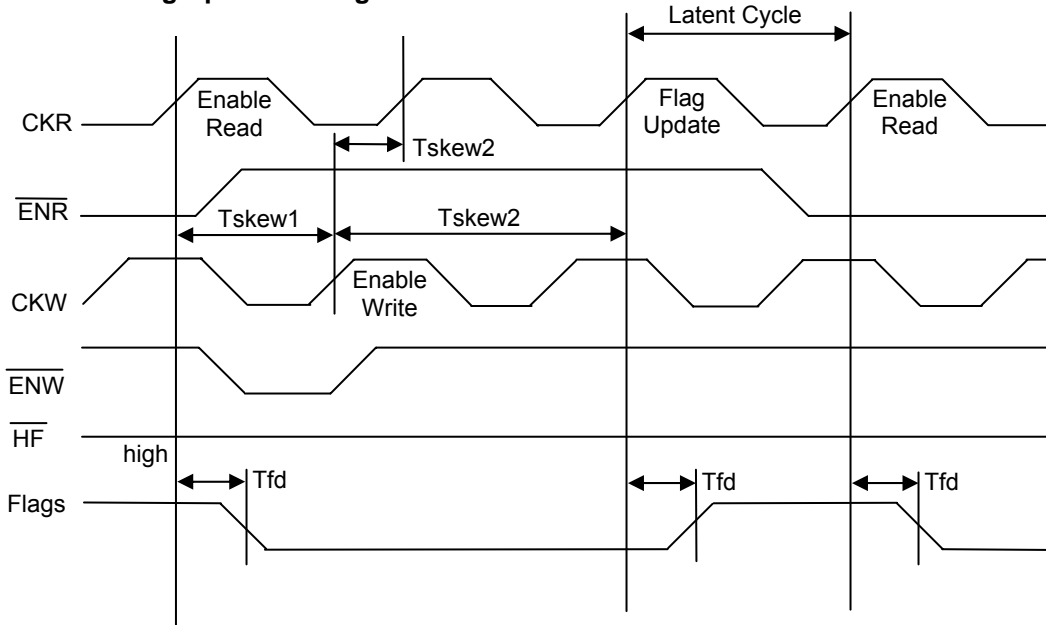 Latent Cycle
CKR
Enable
Read
Flag
Update
Enable
Read
Tskew2
ENR
Tskew1
Tskew2
CKW
Enable
Write
ENW
HF
high
Flags
Tfd
Tfd
Tfd